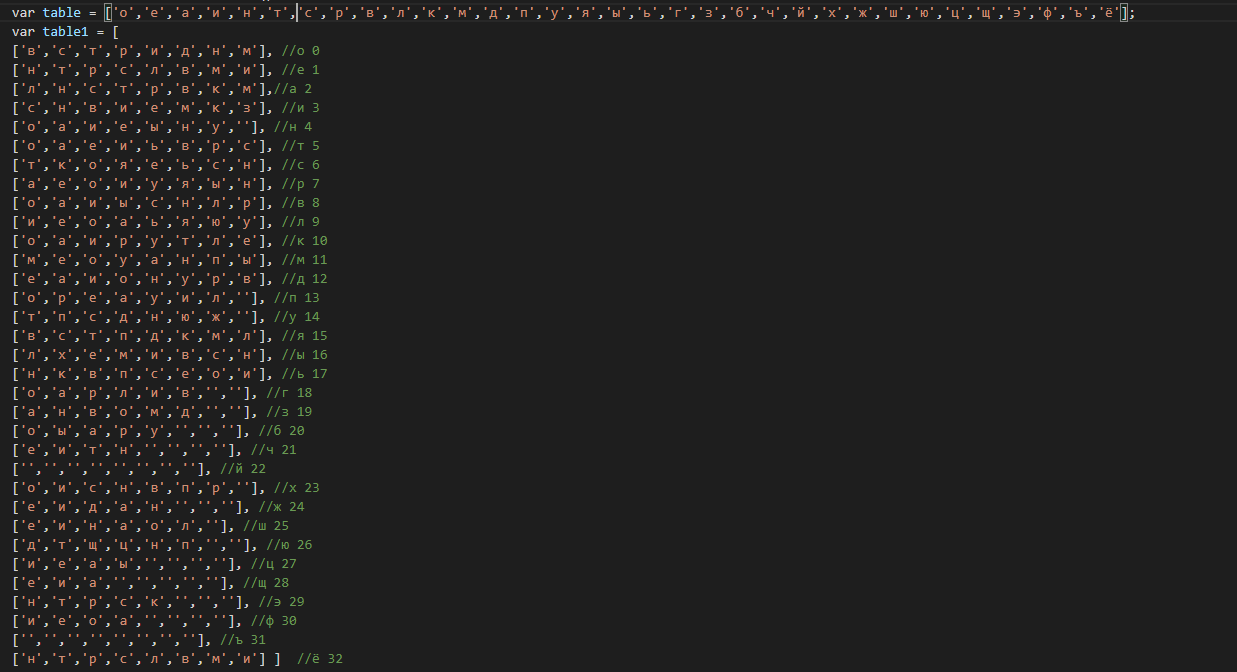 var table = ['о','е','а','и','н','т','с','р','в','л','к','м','д','п','у','я','ы','ь','г','з','б','ч','й','х','ж','ш','ю','ц','щ','э','ф','ъ','ё'];
var table1 = [
['в','с','т','р','и','д','н','м'], //о 0
['н','т','р','с','л','в','м','и'], //е 1
['л','н','с','т','р','в','к','м'],//а 2
['с','н','в','и','е','м','к','з'], //и 3
['о','а','и','е','ы','н','у',''], //н 4
['о','а','е','и','ь','в','р','с'], //т 5
['т','к','о','я','е','ь','с','н'], //с 6
['а','е','о','и','у','я','ы','н'], //р 7
['о','а','и','ы','с','н','л','р'], //в 8
['и','е','о','а','ь','я','ю','у'], //л 9
['о','а','и','р','у','т','л','е'], //к 10
['м','е','о','у','а','н','п','ы'], //м 11
['е','а','и','о','н','у','р','в'], //д 12
['о','р','е','а','у','и','л',''], //п 13
['т','п','с','д','н','ю','ж',''], //у 14
['в','с','т','п','д','к','м','л'], //я 15
['л','х','е','м','и','в','с','н'], //ы 16
['н','к','в','п','с','е','о','и'], //ь 17
['о','а','р','л','и','в','',''], //г 18
['а','н','в','о','м','д','',''], //з 19
['о','ы','а','р','у','','',''], //б 20
['е','и','т','н','','','',''], //ч 21
['','','','','','','',''], //й 22
['о','и','с','н','в','п','р',''], //х 23
['е','и','д','а','н','','',''], //ж 24
['е','и','н','а','о','л',''], //ш 25
['д','т','щ','ц','н','п','',''], //ю 26
['и','е','а','ы','','','',''], //ц 27
['е','и','а','','','','',''], //щ 28
['н','т','р','с','к','','',''], //э 29
['и','е','о','а','','','',''], //ф 30
['','','','','','','',''], //ъ 31
['н','т','р','с','л','в','м','и'] ]  //ё 32